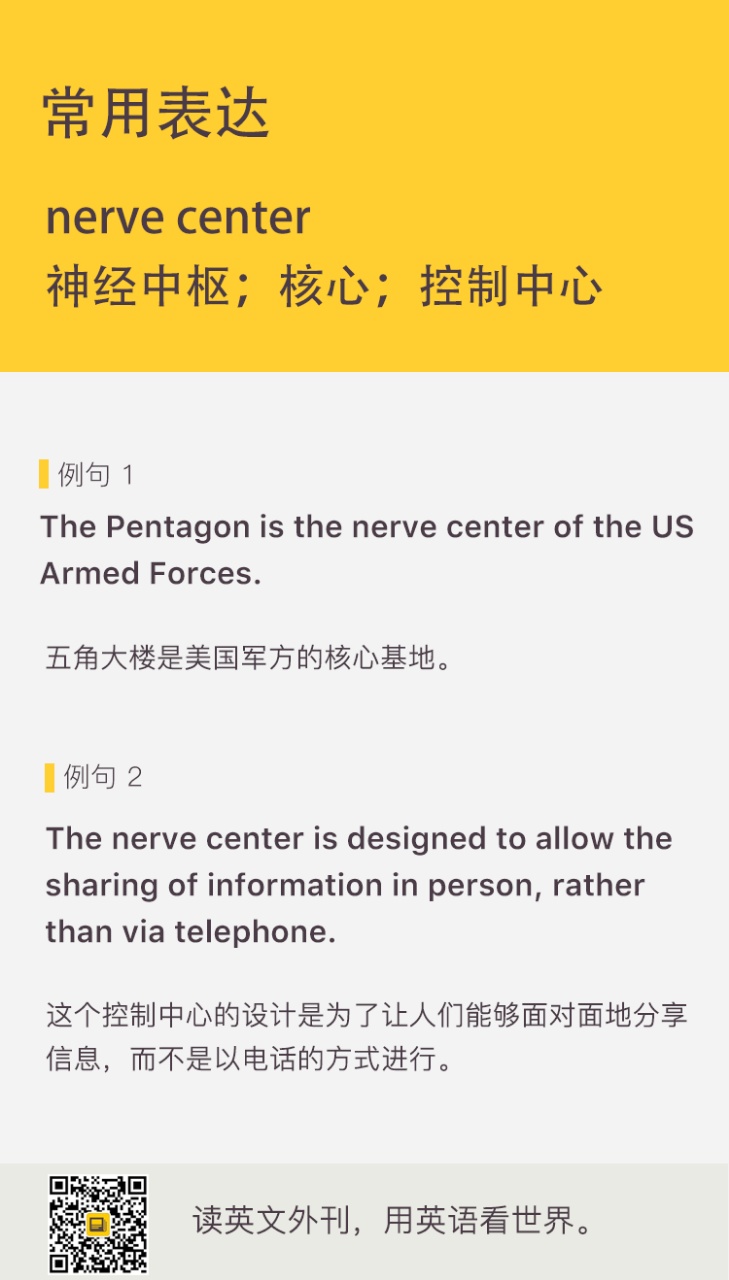 常用表达
nerve center
神经中枢；核心；控制中心
例句 1
The Pentagon is the nerve center of the US
Armed Forces.
五角大楼是美国军方的核心基地。
例句 2
The nerve center is designed to allow the
sharing of information in person, rather
than via telephone.
这个控制中心的设计是为了让人们能够面对面地分享
信息，而不是以电话的方式进行。
读英文外刊，用英语看世界。